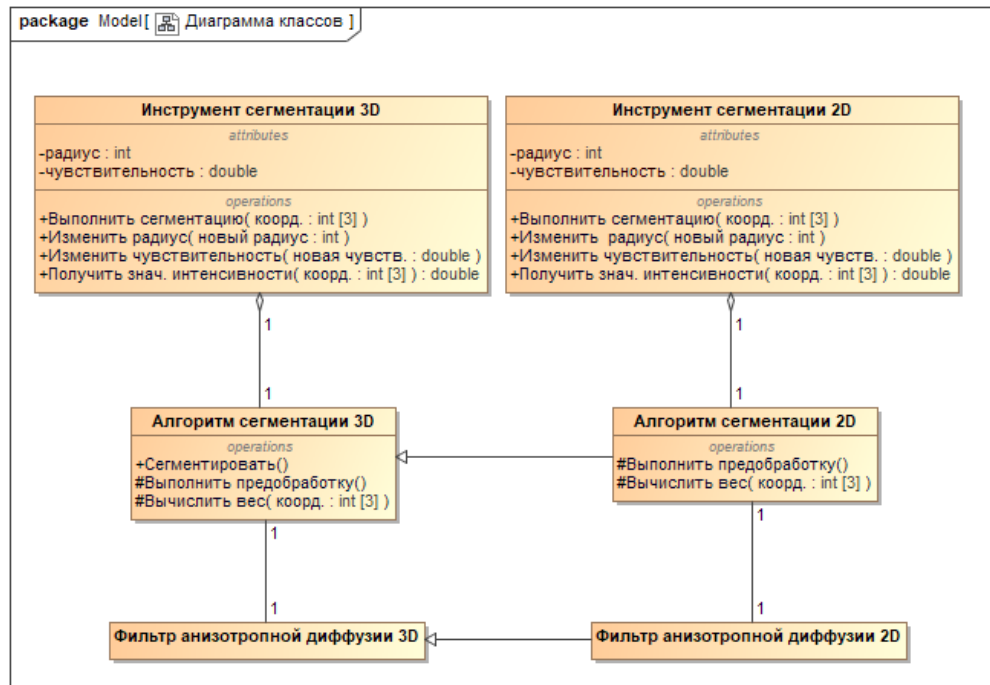 package Model[ Диаграмма классов ]
Инструмент сегментации 3D
attributes
-радиус : int
-чувствительность : double
operations
+Выполнить сегментацию( коорд. : int [3] )
+Изменить радиус( новый радиус : int )
+Изменить чувствительность( новая чувств. : double )
+Получить знач. интенсивности( коорд. : int [3] ) : double
Инструмент сегментации 2D
attributes
-радиус : int
-чувствительность : double
operations
+Выполнить сегментацию( коорд. : int [3] )
+Изменить  радиус( новый радиус : int )
+Изменить чувствительность( новая чувств. : double )
+Получить знач. интенсивности( коорд. : int [3] ) : double
1
1
1
1
Алгоритм сегментации 3D
operations
+Сегментировать()
#Выполнить предобработку()
#Вычислить вес( коорд. : int [3] )
Алгоритм сегментации 2D
operations
#Выполнить предобработку()
#Вычислить вес( коорд. : int [3] )
1
1
1
1
Фильтр анизотропной диффузии 3D
Фильтр анизотропной диффузии 2D